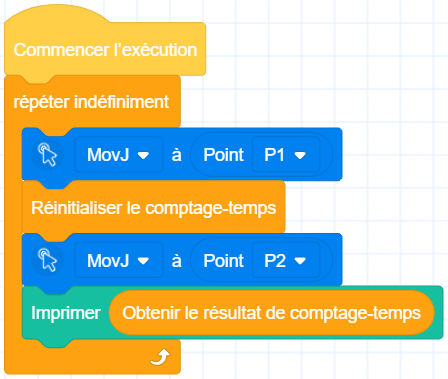 Commencer l'exécution
répéter indéfiniment
MovJ à Point P1
Réinitialiser le comptage-temps
MovJ à Point P2
Imprimer Obtenir le résultat de comptage-temps